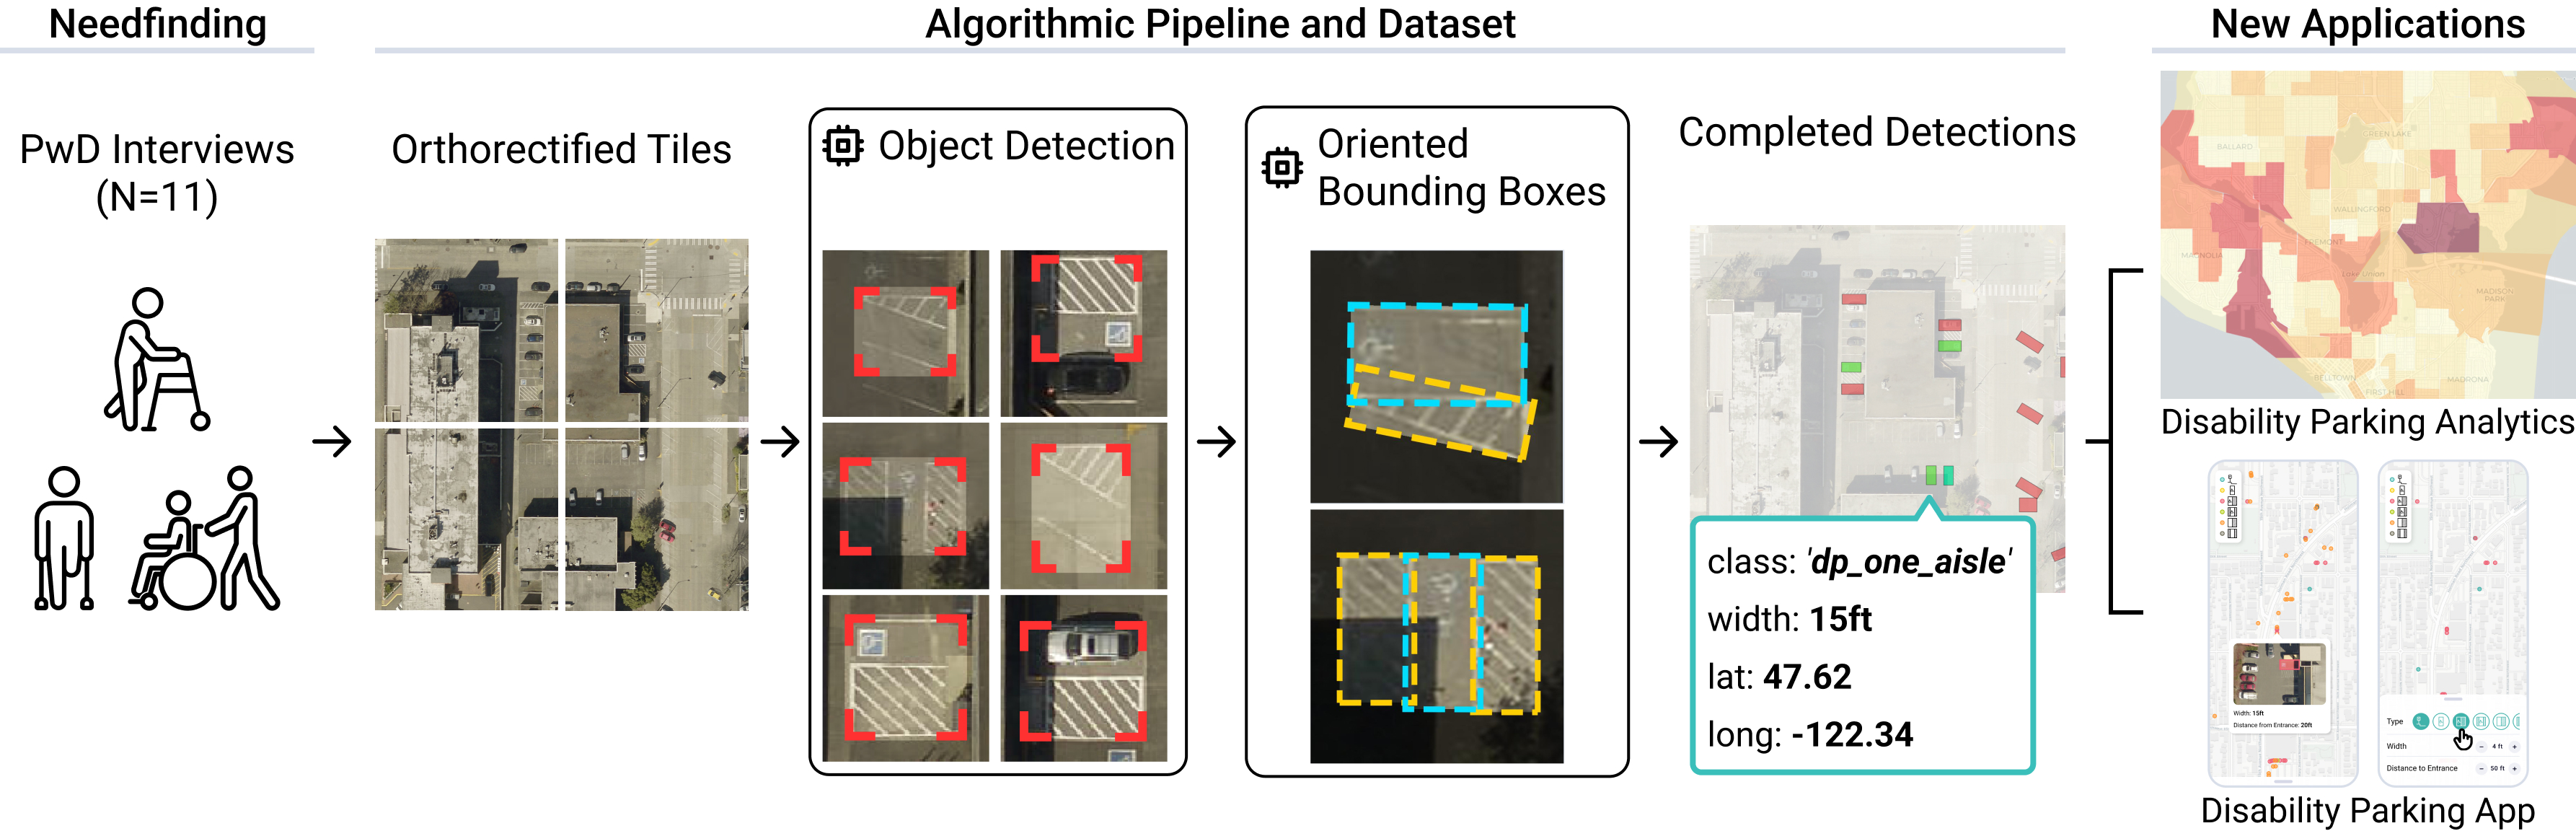 Needfinding
Algorithmic Pipeline and Dataset
New Applications
PwD Interviews
(N=11)
Orthorectified Tiles
Object Detection
Oriented
Bounding Boxes
Completed Detections
class: 'dp_one_aisle'
width: 15ft
lat: 47.62
long: -122.34
GREEN LAKE
BALLARD
WALLINGFORD
FREMONT
MAGNOLIA
Lake Union
MADISON
PARK
BELLTOWN
FIRST HILL
MADRONA
Disability Parking Analytics
Width: 15ft
Distance from Entrance: 20ft
Type
Width
4 ft
Distance to Entrance
50 ft
Disability Parking App